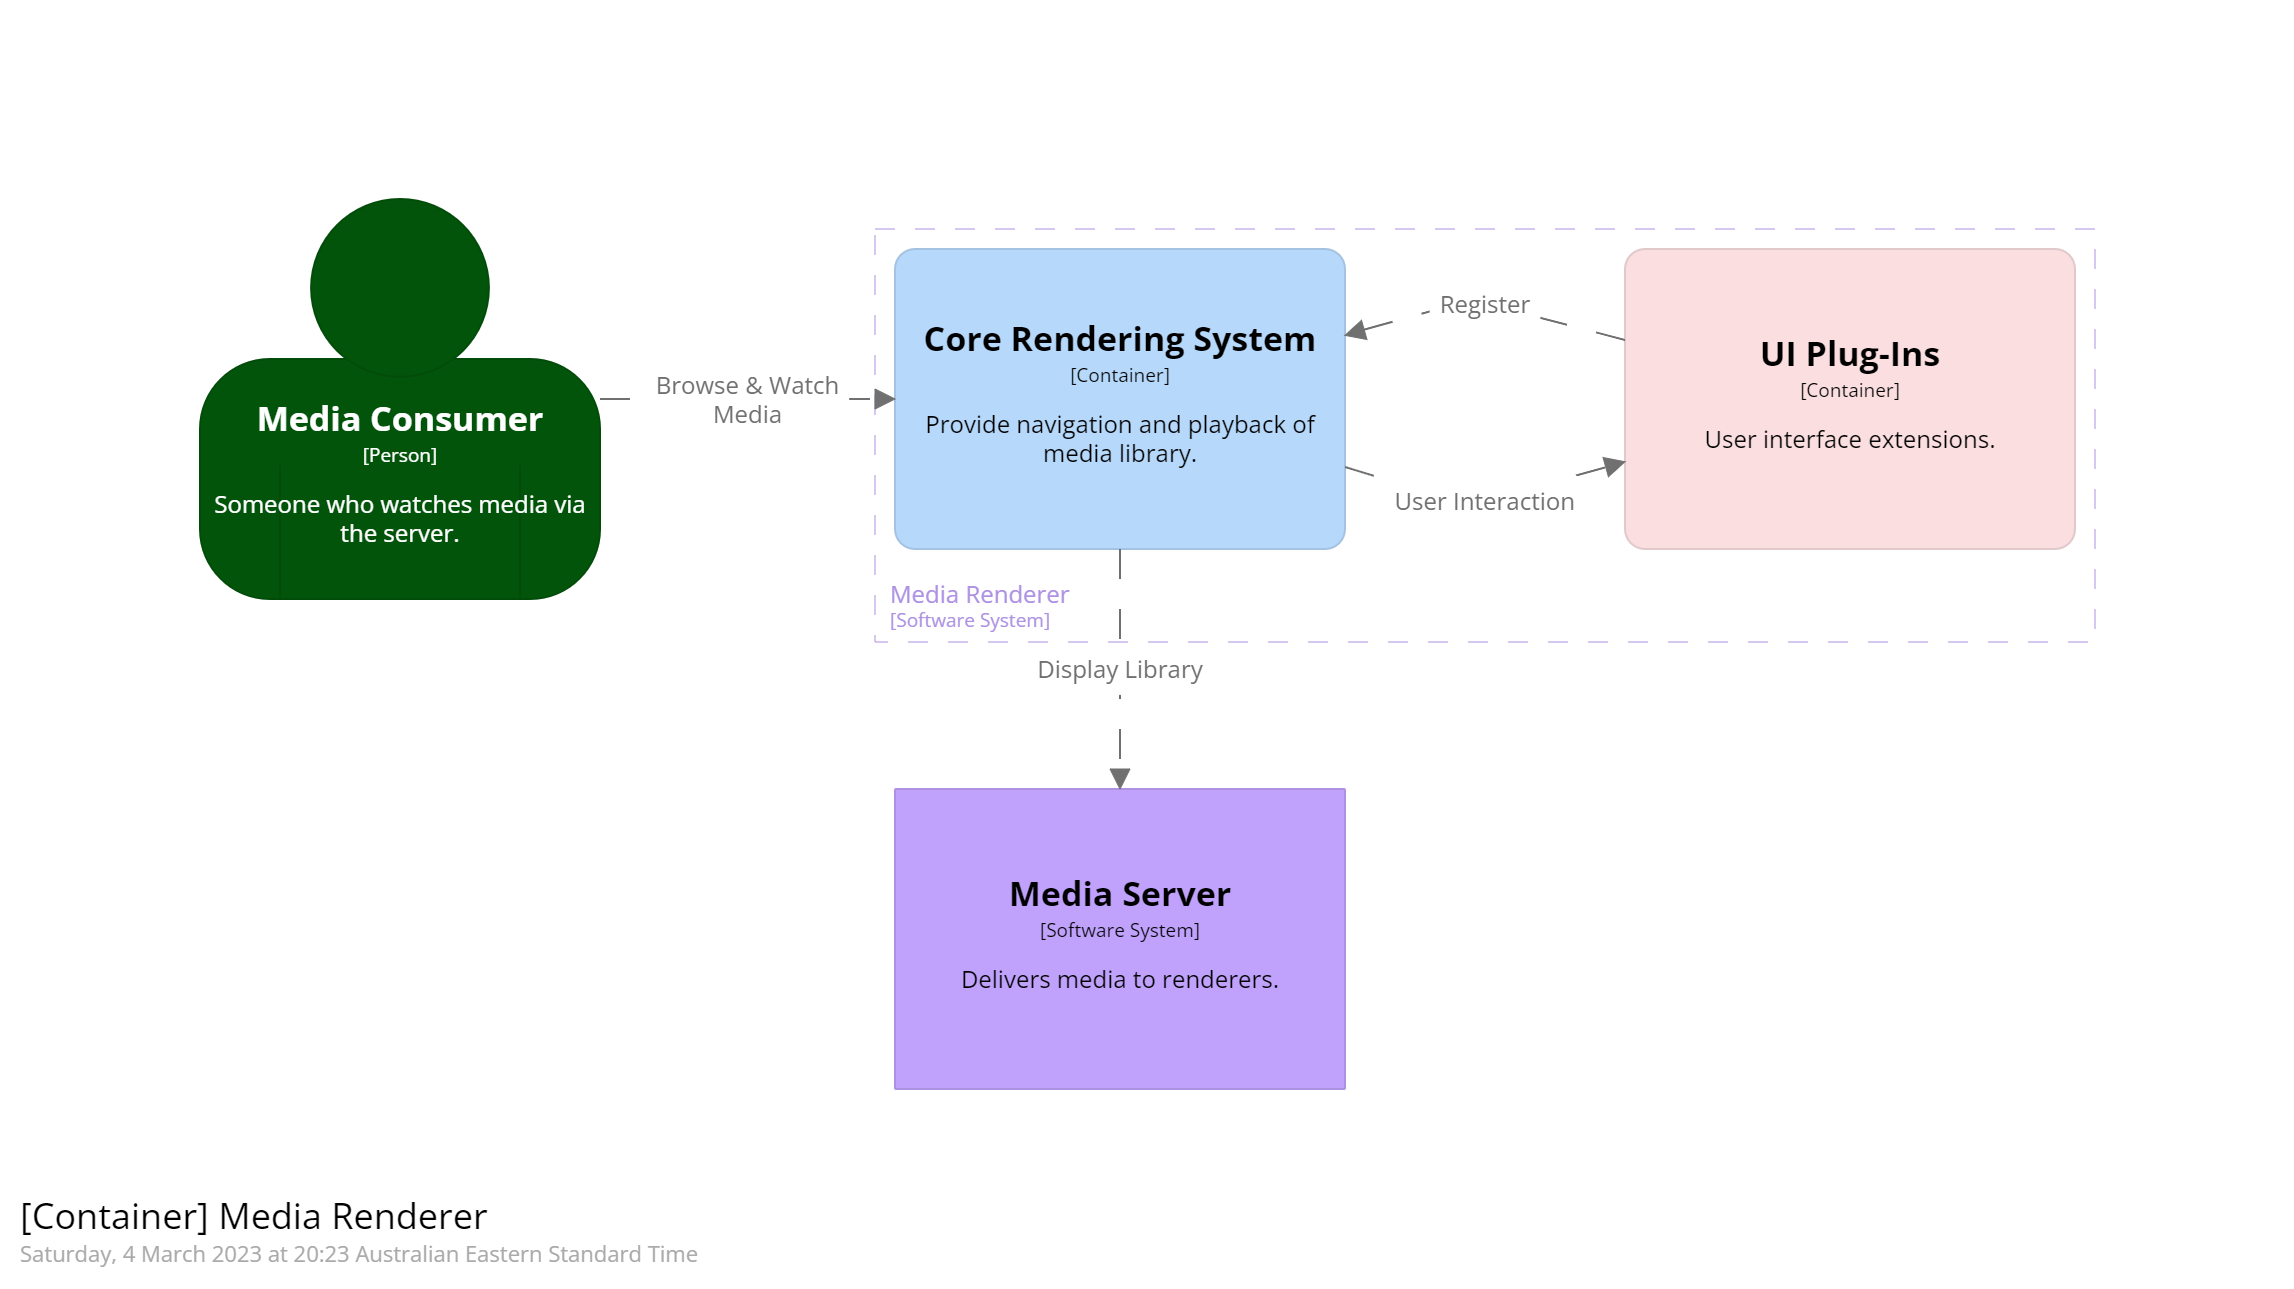 Media Consumer
[Person]
Someone who watches media via
the server.
Browse & Watch
Media
Core Rendering System
[Container]
Provide navigation and playback of
media library.
Register
User Interaction
UI Plug-Ins
[Container]
User interface extensions.
Media Renderer
[Software System]
Display Library
Media Server
[Software System]
Delivers media to renderers.
[Container] Media Renderer
Saturday, 4 March 2023 at 20:23 Australian Eastern Standard Time